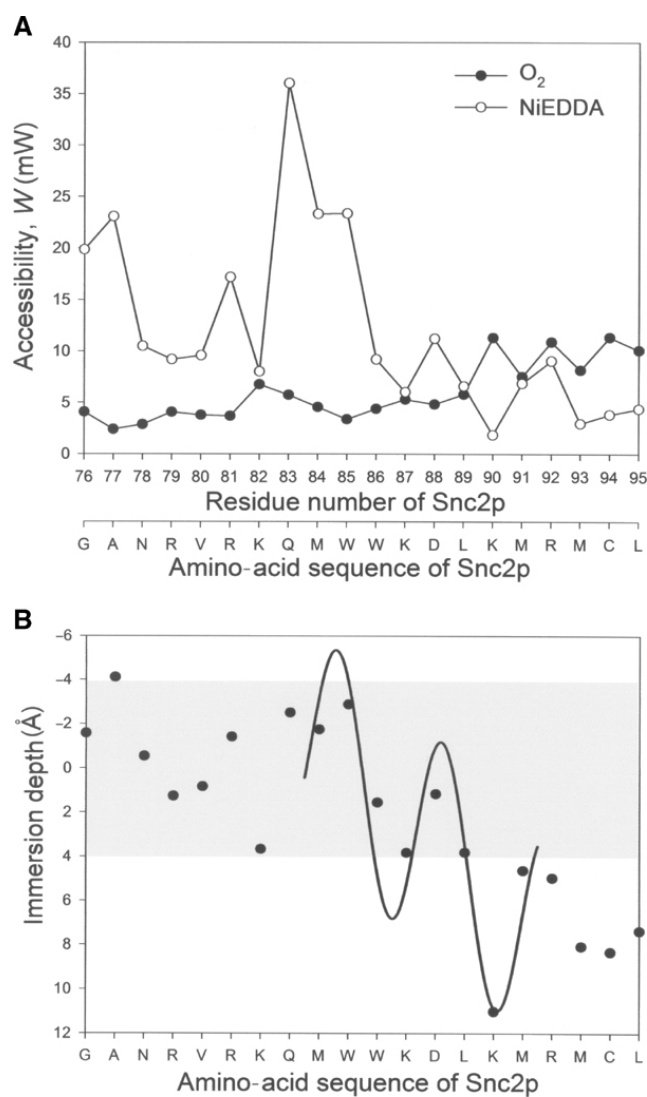 A
40
35
30
25
20
15
10
5
0
Accessibility, W (mW)
O2
NiEDDA
76 77 78 79 80 81 82 83 84 85 86 87 88 89 90 91 92 93 94 95
Residue number of Snc2p
G A N R V R K Q M W W K D L K M R M C L
Amino-acid sequence of Snc2p
B
-6
-4
-2
0
2
4
6
8
10
12
Immersion depth (Å)
G A N R V R K Q M W W K D L K M R M C L
Amino-acid sequence of Snc2p